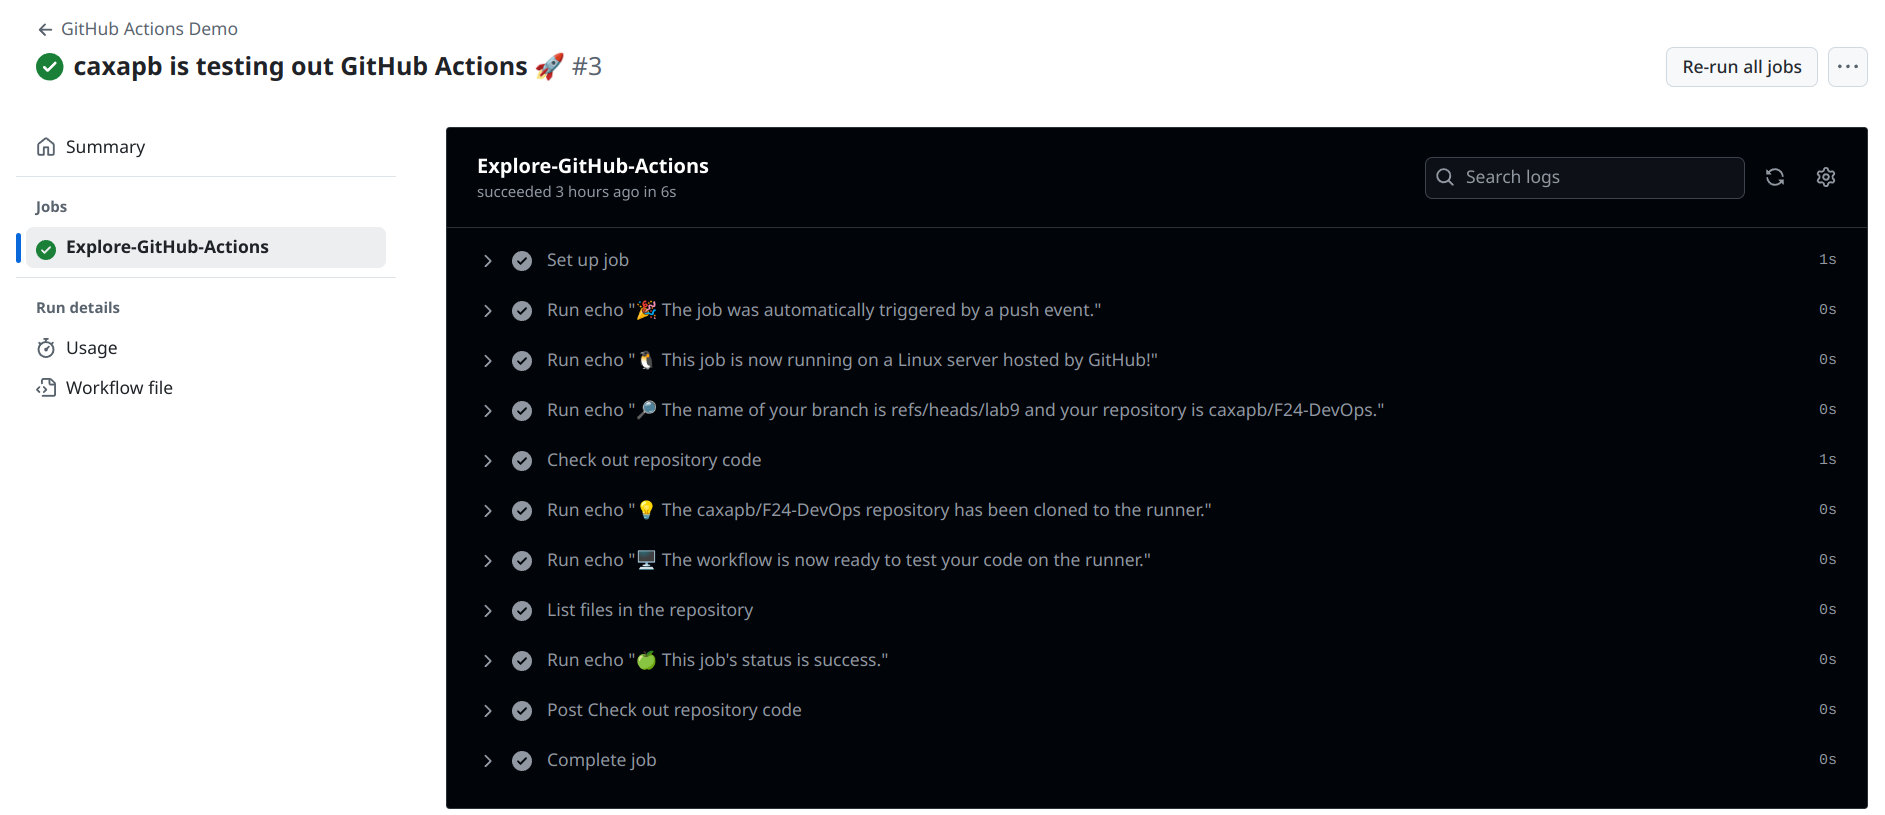 GitHub Actions Demo
caxapb is testing out GitHub Actions 🚀 #3
Re-run all jobs
Summary
Jobs
Explore-GitHub-Actions
Run details
Usage
Workflow file
Explore-GitHub-Actions
succeeded 3 hours ago in 6s
Search logs
Set up job 1s
Run echo "🎉 The job was automatically triggered by a push event." 0s
Run echo "🐧 This job is now running on a Linux server hosted by GitHub!" 0s
Run echo "🔎 The name of your branch is refs/heads/lab9 and your repository is caxapb/F24-DevOps." 0s
Check out repository code 1s
Run echo "💡 The caxapb/F24-DevOps repository has been cloned to the runner." 0s
Run echo "🖥️ The workflow is now ready to test your code on the runner." 0s
List files in the repository 0s
Run echo "🍏 This job's status is success." 0s
Post Check out repository code 0s
Complete job 0s